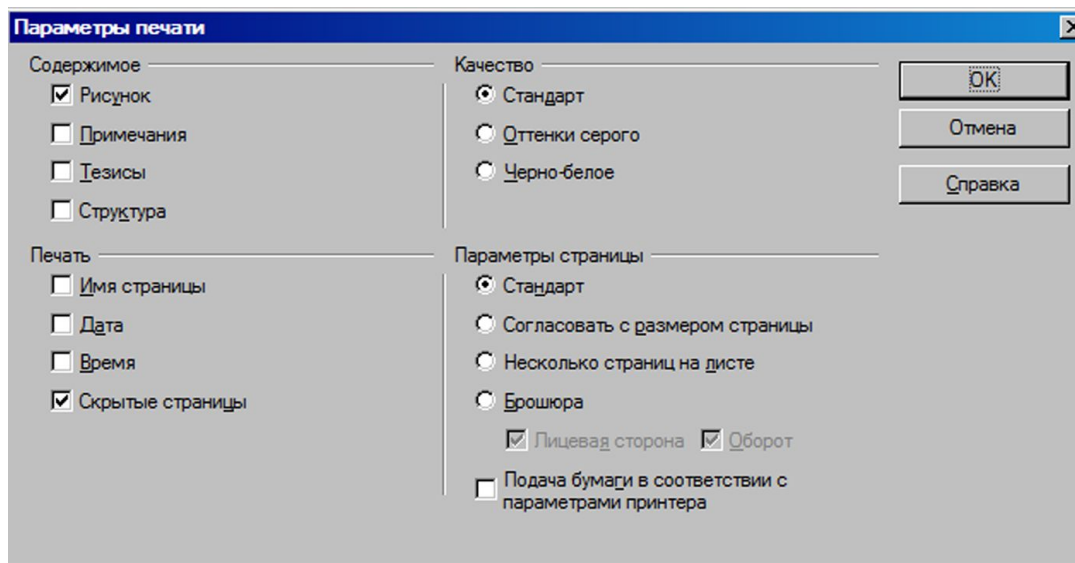 Параметры печати
Содержимое
Рисунок
Примечания
Тезисы
Структура
Качество
Стандарт
Оттенки серого
Черно-белое
OK
Отмена
Справка
Печать
Имя страницы
Дата
Время
Скрытые страницы
Параметры страницы
Стандарт
Согласовать с размером страницы
Несколько страниц на листе
Брошюра
Лицевая сторона Оборот
Подача бумаги в соответствии с
параметрами принтера